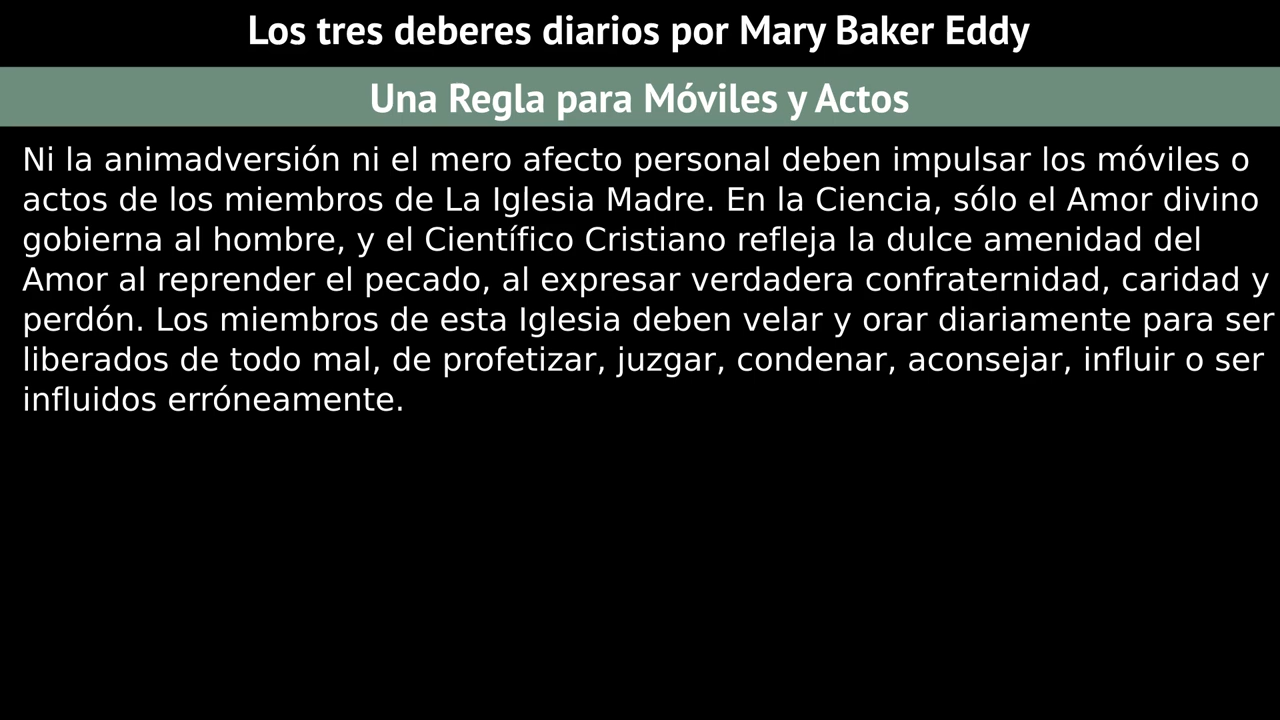 Los tres deberes diarios por Mary Baker Eddy
Una Regla para Móviles y Actos
Ni la animadversión ni el mero afecto personal deben impulsar los móviles o
actos de los miembros de La Iglesia Madre. En la Ciencia, sólo el Amor divino
gobierna al hombre, y el Científico Cristiano refleja la dulce amenidad del
Amor al reprender el pecado, al expresar verdadera confraternidad, caridad y
perdón. Los miembros de esta Iglesia deben velar y orar diariamente para ser
liberados de todo mal, de profetizar, juzgar, condenar, aconsejar, influir o ser
influidos erróneamente.